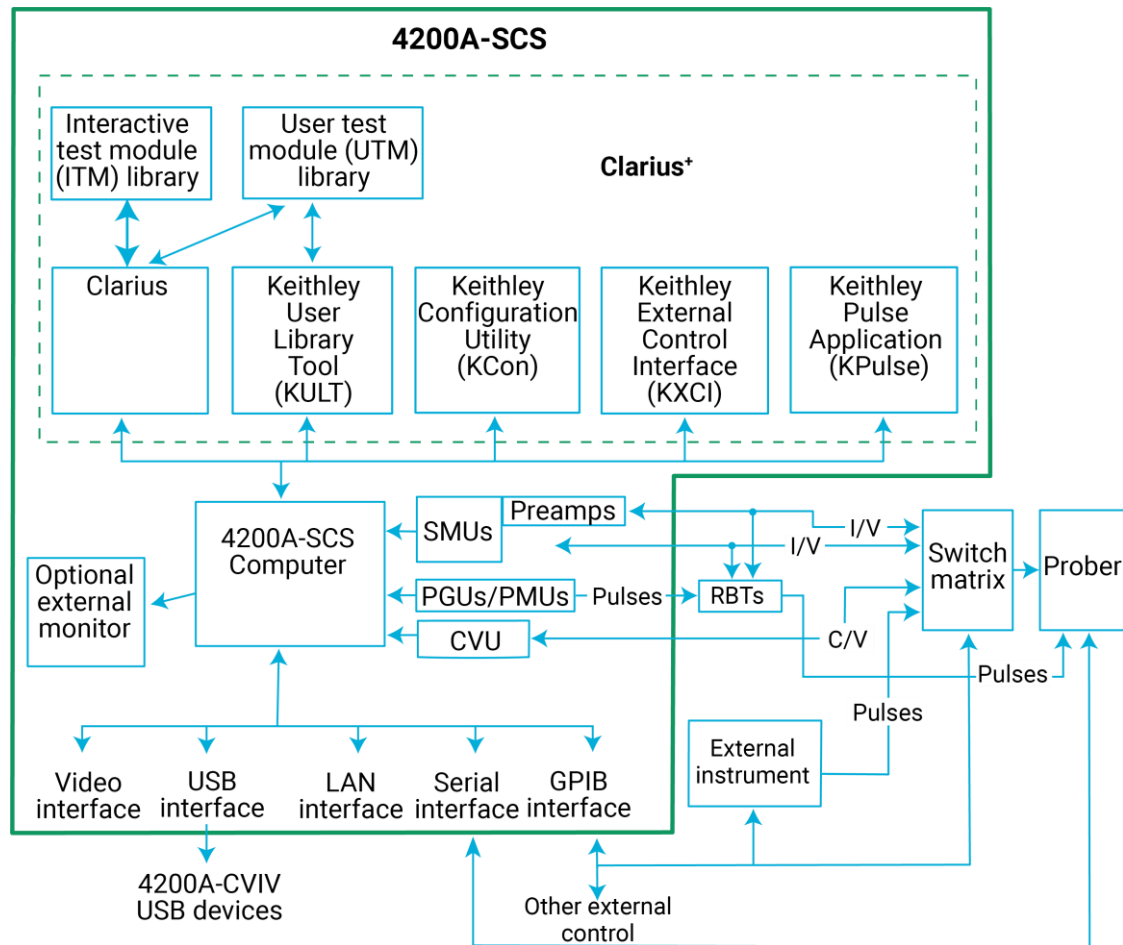 4200A-SCS
Interactive
test module
(ITM) library
User test
module (UTM)
library
Clarius+
Clarius
Keithley
User
Library
Tool
(KULT)
Keithley
Configuration
Utility
(KCon)
Keithley
External
Control
Interface
(KXCI)
Keithley
Pulse
Application
(KPulse)
4200A-SCS
Computer
Optional
external
monitor
SMUs
Preamps
PGUs/PMUs
Pulses
CVU
RBTs
I/V
I/V
C/V
Switch
matrix
Prober
Pulses
Pulses
External
instrument
Video
interface
USB
interface
LAN
interface
Serial
interface
GPIB
interface
4200A-CVIV
USB devices
Other external
control